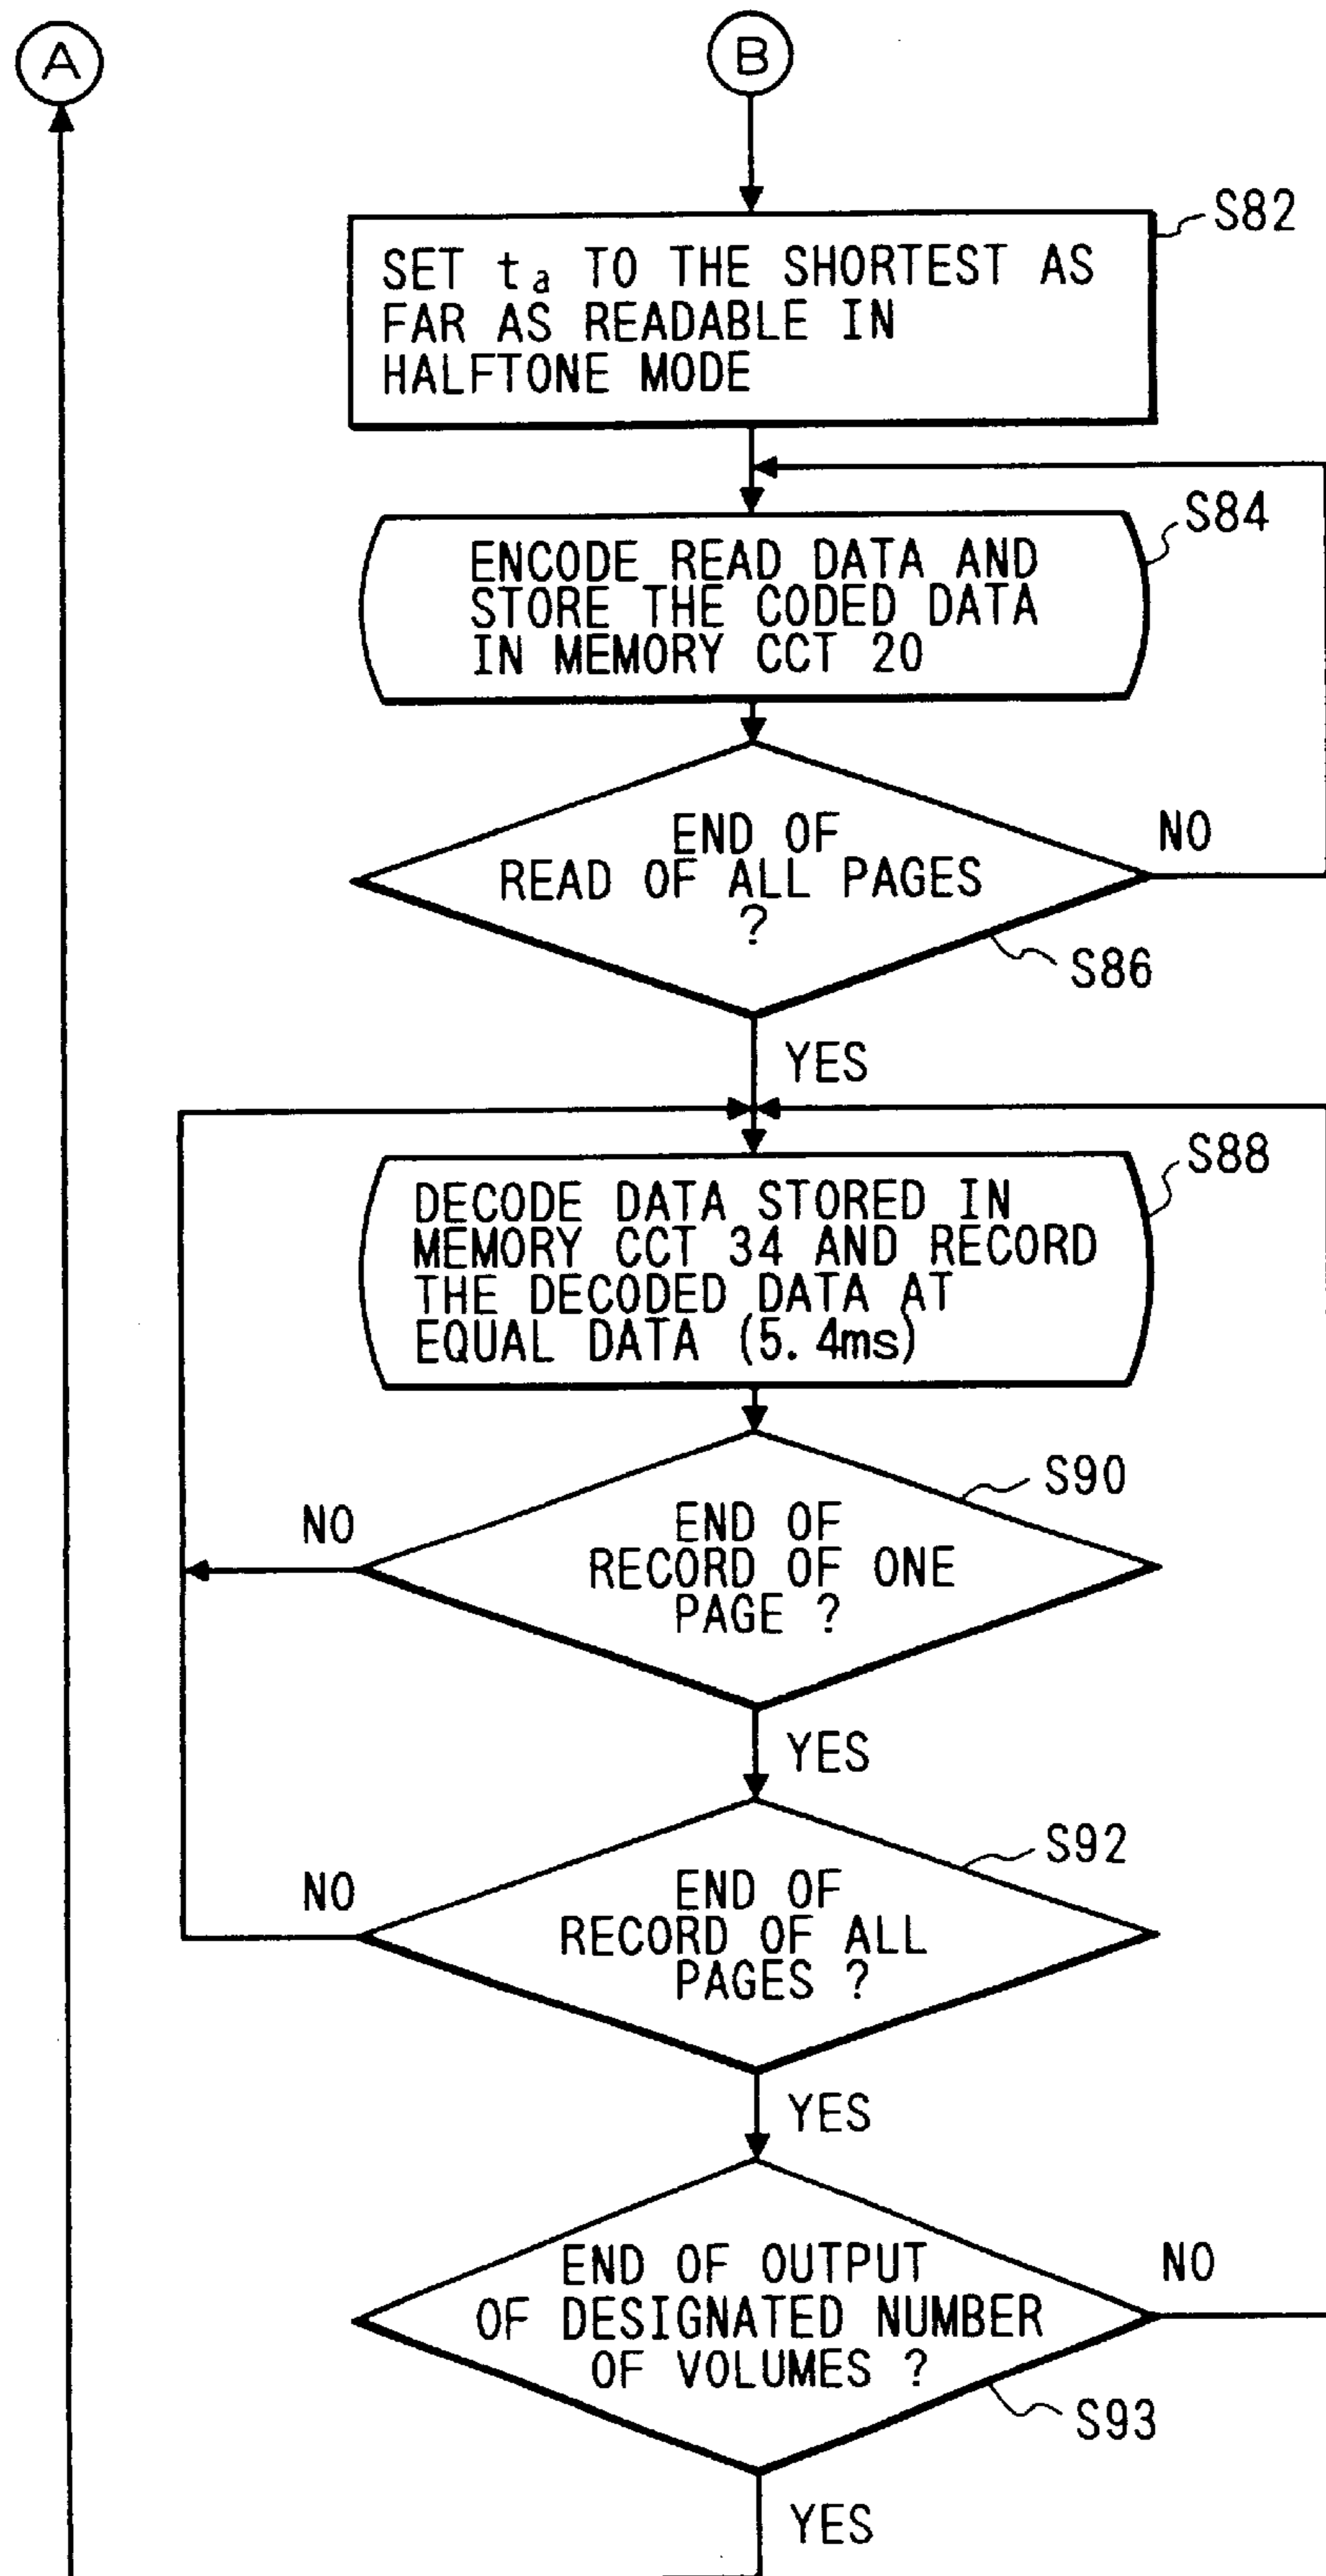 A
B
S82
SET ta TO THE SHORTEST AS
FAR AS READABLE IN
HALFTONE MODE
S84
ENCODE READ DATA AND
STORE THE CODED DATA
IN MEMORY CCT 20
END OF
READ OF ALL PAGES
?
NO
S86
YES
S88
DECODE DATA STORED IN
MEMORY CCT 34 AND RECORD
THE DECODED DATA AT
EQUAL DATA (5.4ms)
S90
NO
END OF
RECORD OF ONE
PAGE ?
YES
S92
NO
END OF
RECORD OF ALL
PAGES ?
YES
END OF OUTPUT
OF DESIGNATED NUMBER
OF VOLUMES ?
NO
S93
YES